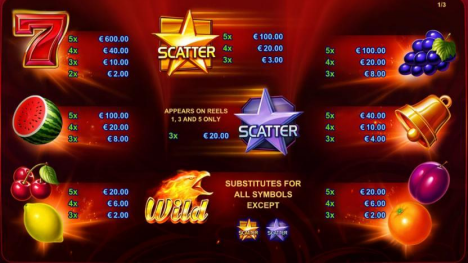 1/3
5x € 600.00
4x € 40.00
3x € 10.00
2x € 2.00
SCATTER
5x € 100.00
4x € 20.00
3x € 3.00
5x € 100.00
4x € 20.00
3x € 8.00
5x € 100.00
4x € 20.00
3x € 8.00
APPEARS ON REELS
1, 3 AND 5 ONLY
3x € 20.00
SCATTER
5x € 40.00
4x € 10.00
3x € 4.00
5x € 20.00
4x € 6.00
3x € 2.00
Wild
SUBSTITUTES FOR
ALL SYMBOLS
EXCEPT
SCATTER SCATTER
5x € 20.00
4x € 6.00
3x € 2.00